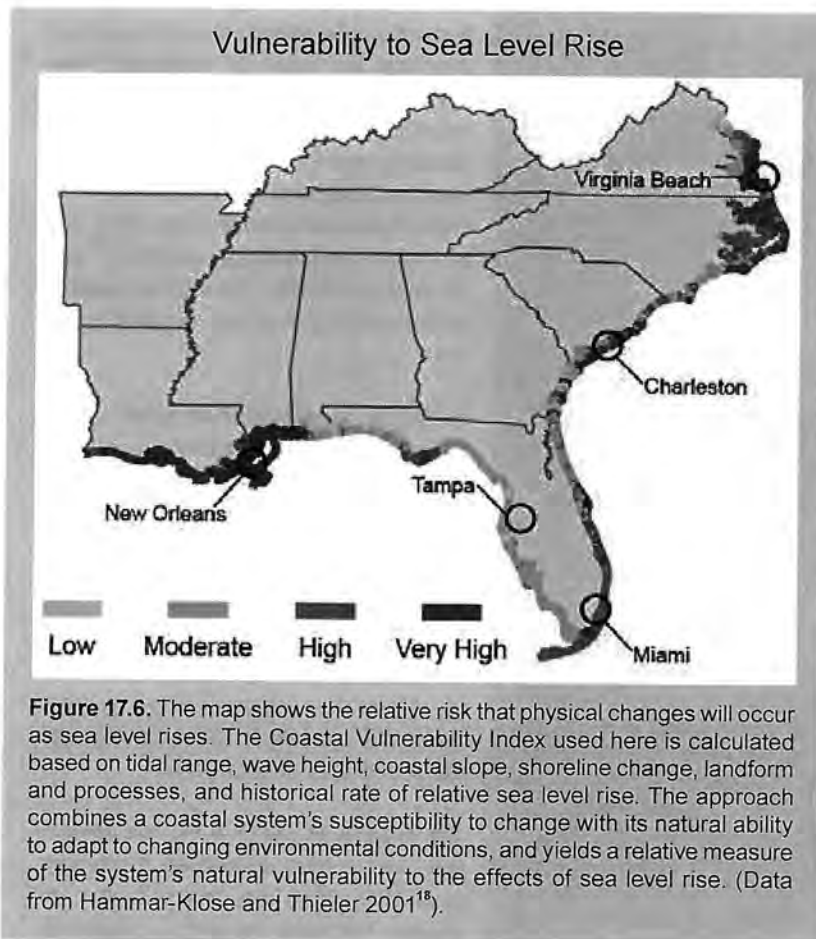 Vulnerability to Sea Level Rise
Virginia Beach
Charleston
Tampa
New Orleans
Low Moderate High Very High
Miami
Figure 17.6. The map shows the relative risk that physical changes will occur
as sea level rises. The Coastal Vulnerability Index used here is calculated
based on tidal range, wave height, coastal slope, shoreline change, landform
and processes, and historical rate of relative sea level rise. The approach
combines a coastal system's susceptibility to change with its natural ability
to adapt to changing environmental conditions, and yields a relative measure
of the system's natural vulnerability to the effects of sea level rise. (Data
from Hammar-Klose and Thieler 2001¹⁸).